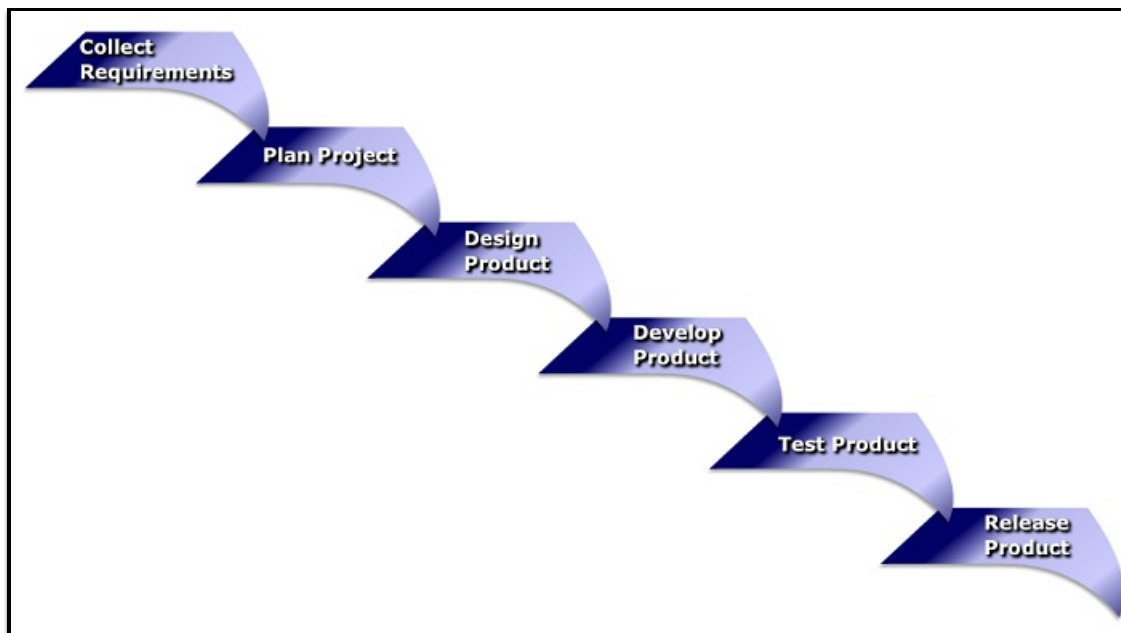 Collect
Requirements
Plan Project
Design
Product
Develop
Product
Test Product
Release
Product